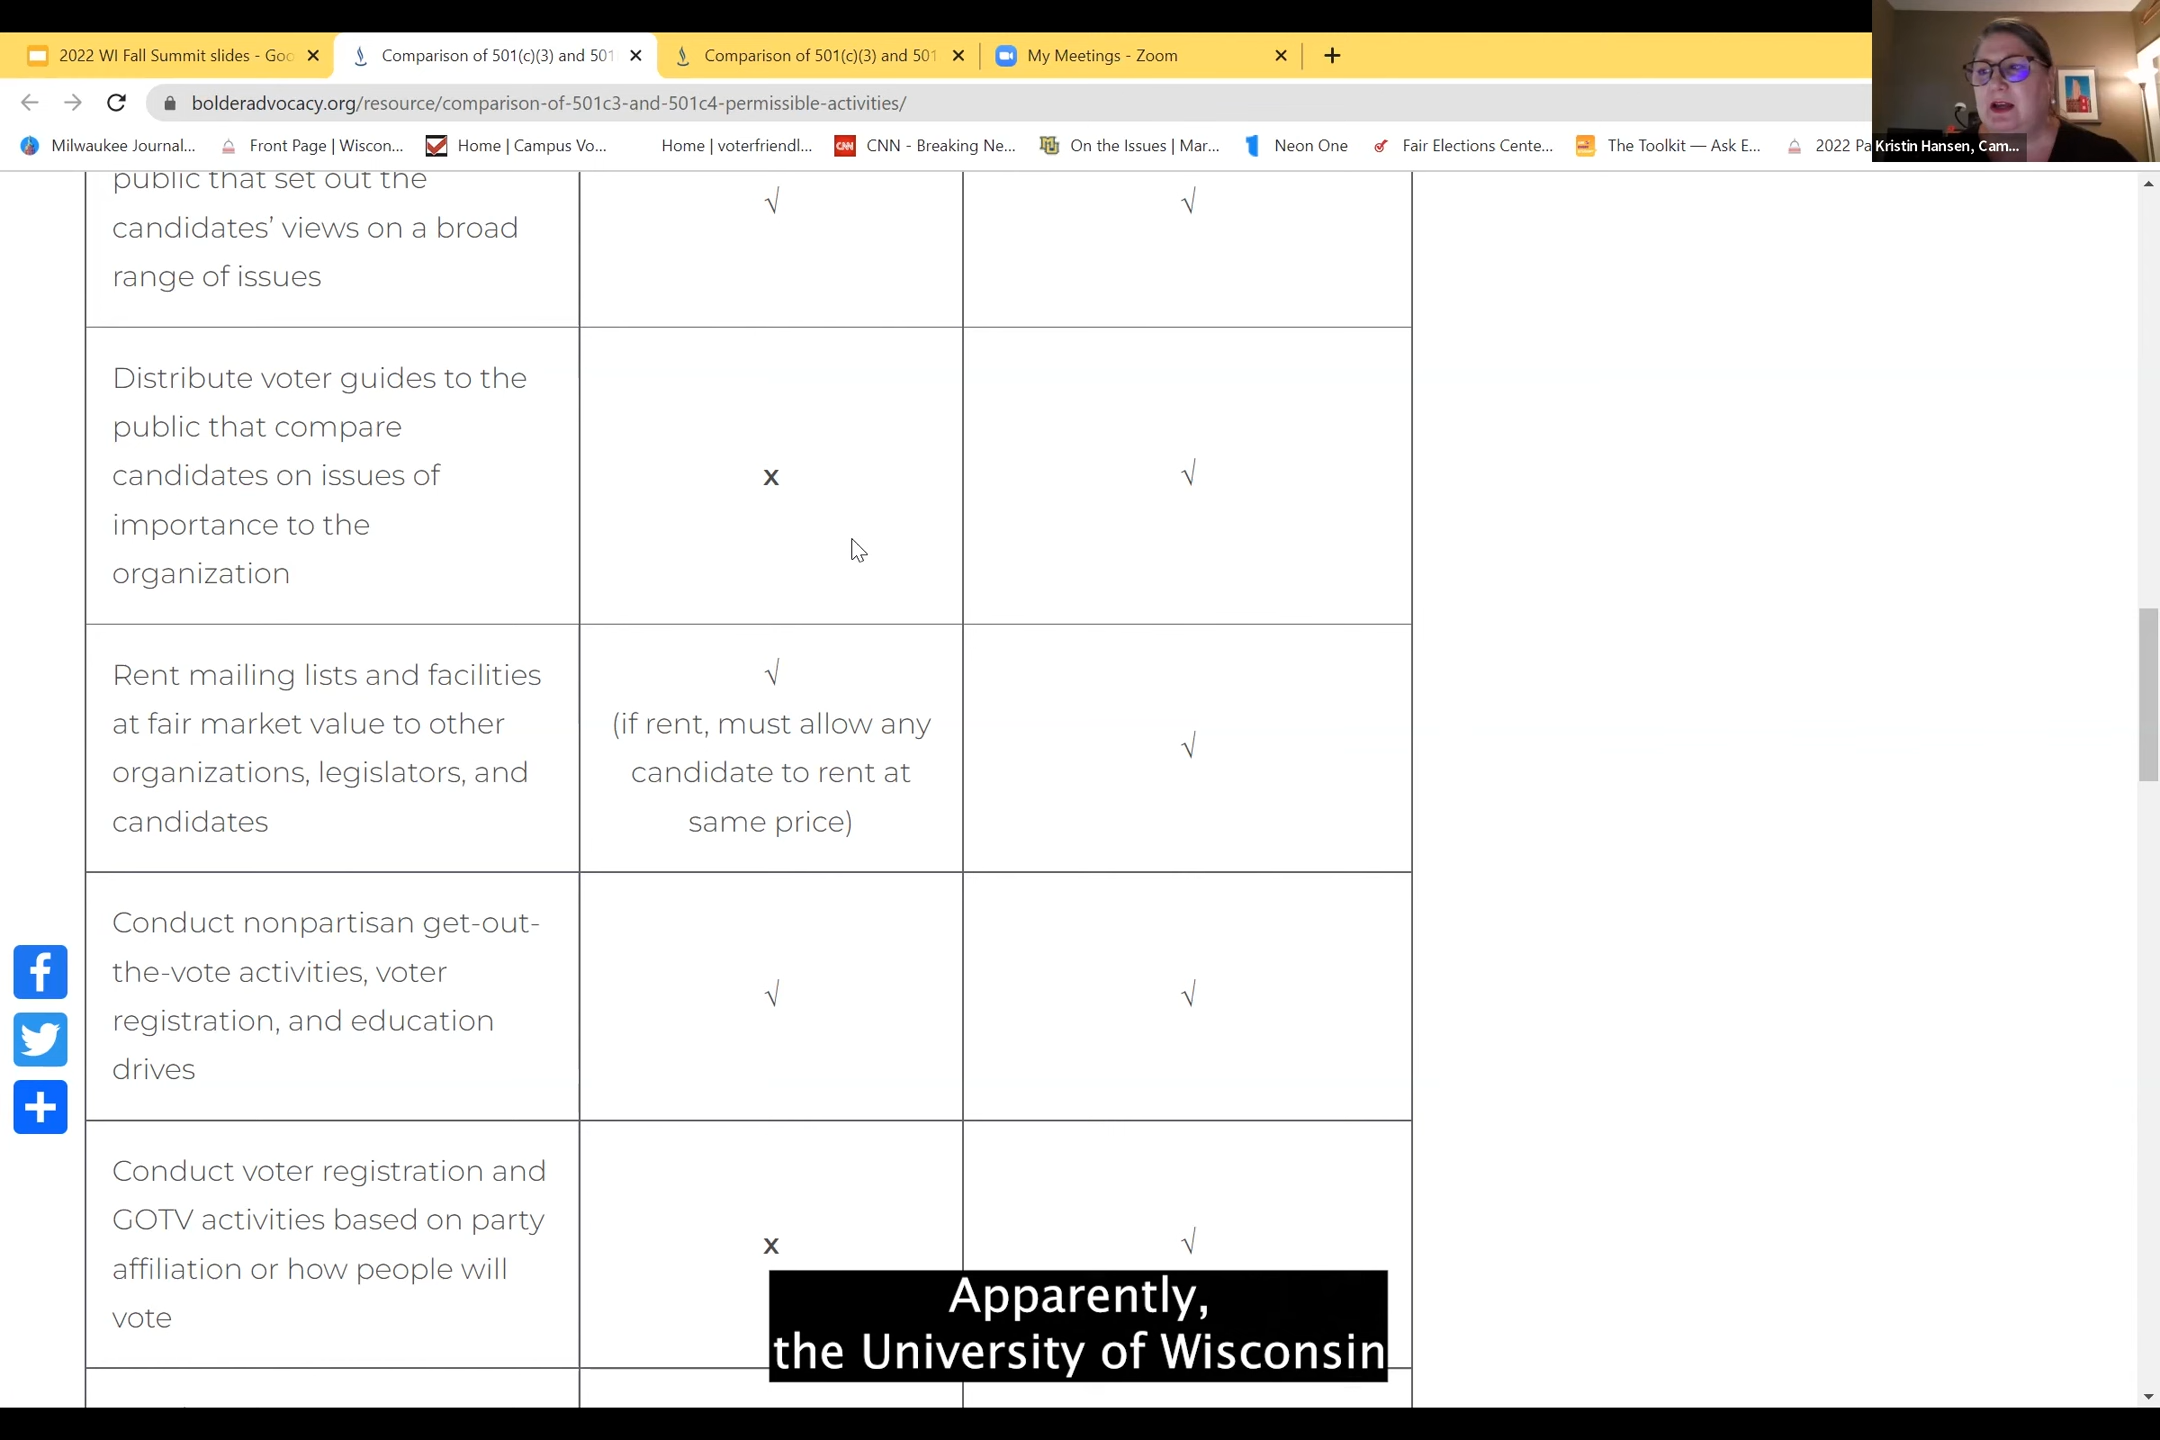 2022 WI Fall Summit slides - Goo
Comparison of 501(c)(3) and 501
Comparison of 501(c)(3) and 501
My Meetings - Zoom
bolderadvocacy.org/resource/comparison-of-501c3-and-501c4-permissible-activities/
Milwaukee Journal...
Front Page | Wiscon...
Home | Campus Vo...
Home | voterfriendl...
CNN
CNN - Breaking Ne...
On the Issues | Mar...
Neon One
Fair Elections Cente...
The Toolkit — Ask E...
2022 Pa
Kristin Hansen, Cam...
public that set out the
candidates’ views on a broad
range of issues
√
√
Distribute voter guides to the
public that compare
candidates on issues of
importance to the
organization
x
√
Rent mailing lists and facilities
at fair market value to other
organizations, legislators, and
candidates
√
(if rent, must allow any
candidate to rent at
same price)
√
Conduct nonpartisan get-out-
the-vote activities, voter
registration, and education
drives
√
√
Conduct voter registration and
GOTV activities based on party
affiliation or how people will
vote
x
√
Apparently,
the University of Wisconsin